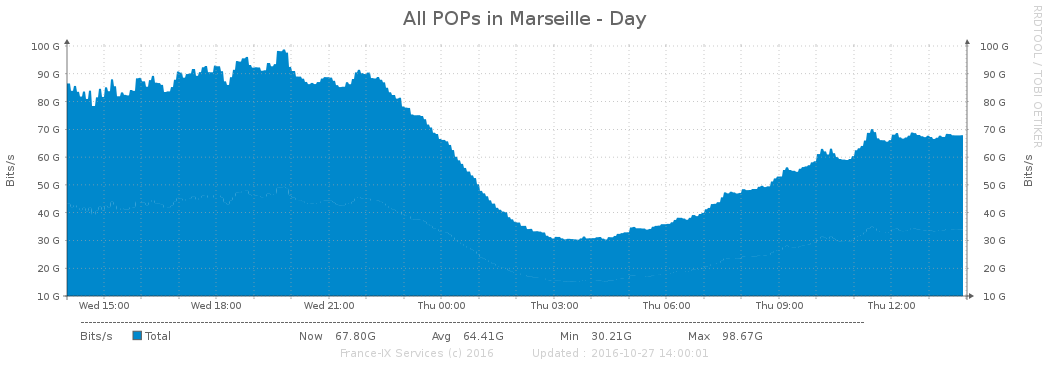 All POPs in Marseille - Day
RRDTOOL / TOBI OETIKER
Bits/s
100 G 100 G
90 G 90 G
80 G 80 G
70 G 70 G
60 G 60 G
50 G 50 G
40 G 40 G
30 G 30 G
20 G 20 G
10 G 10 G
Bits/s
Wed 15:00 Wed 18:00 Wed 21:00 Thu 00:00 Thu 03:00 Thu 06:00 Thu 09:00 Thu 12:00
Bits/s Total Now 67.80G Avg 64.41G Min 30.21G Max 98.67G
France-IX Services (c) 2016 Updated : 2016-10-27 14:00:01